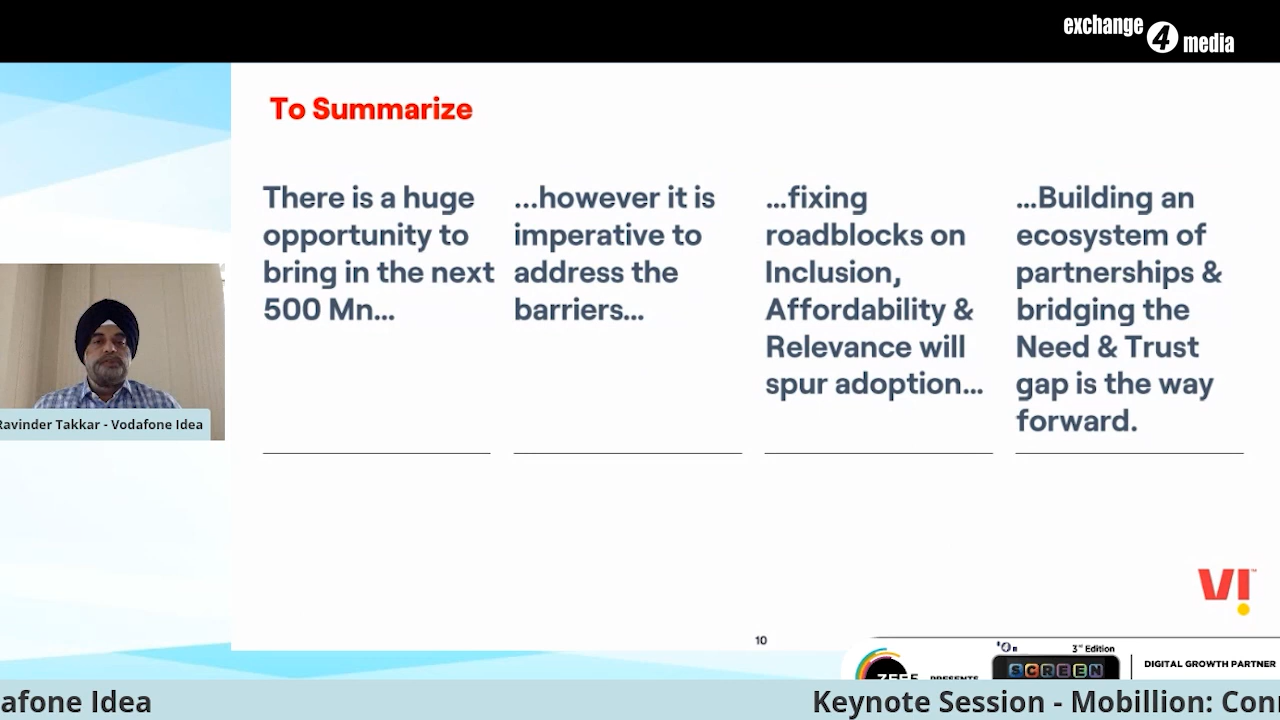 exchange
4
media
To Summarize
There is a huge
opportunity to
bring in the next
500 Mn...
...however it is
imperative to
address the
barriers...
...fixing
roadblocks on
Inclusion,
Affordability &
Relevance will
spur adoption...
...Building an
ecosystem of
partnerships &
bridging the
Need & Trust
gap is the way
forward.
Ravinder Takkar - Vodafone Idea
VI
TM
10
3rd Edition
ZEE5
PRESENTS
SCREEN
DIGITAL GROWTH PARTNER
afone Idea
Keynote Session - Mobillion: Con